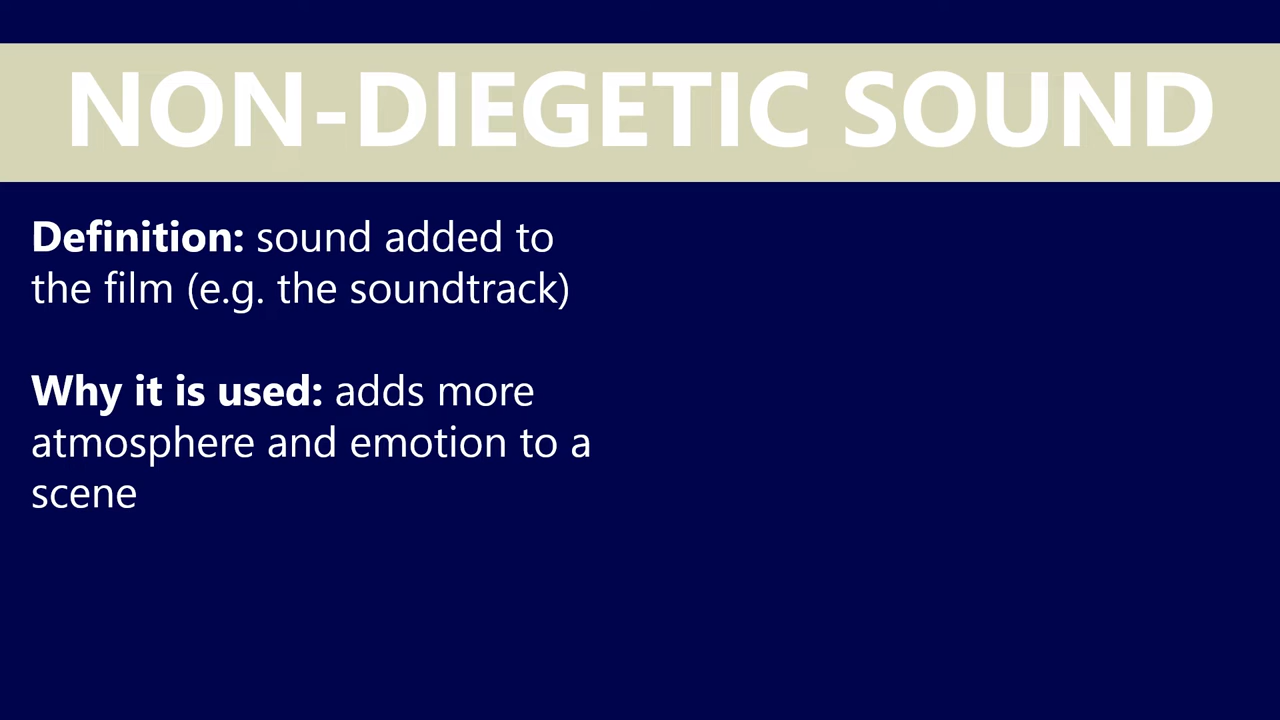 NON-DIEGETIC SOUND
Definition: sound added to
the film (e.g. the soundtrack)
Why it is used: adds more
atmosphere and emotion to a
scene